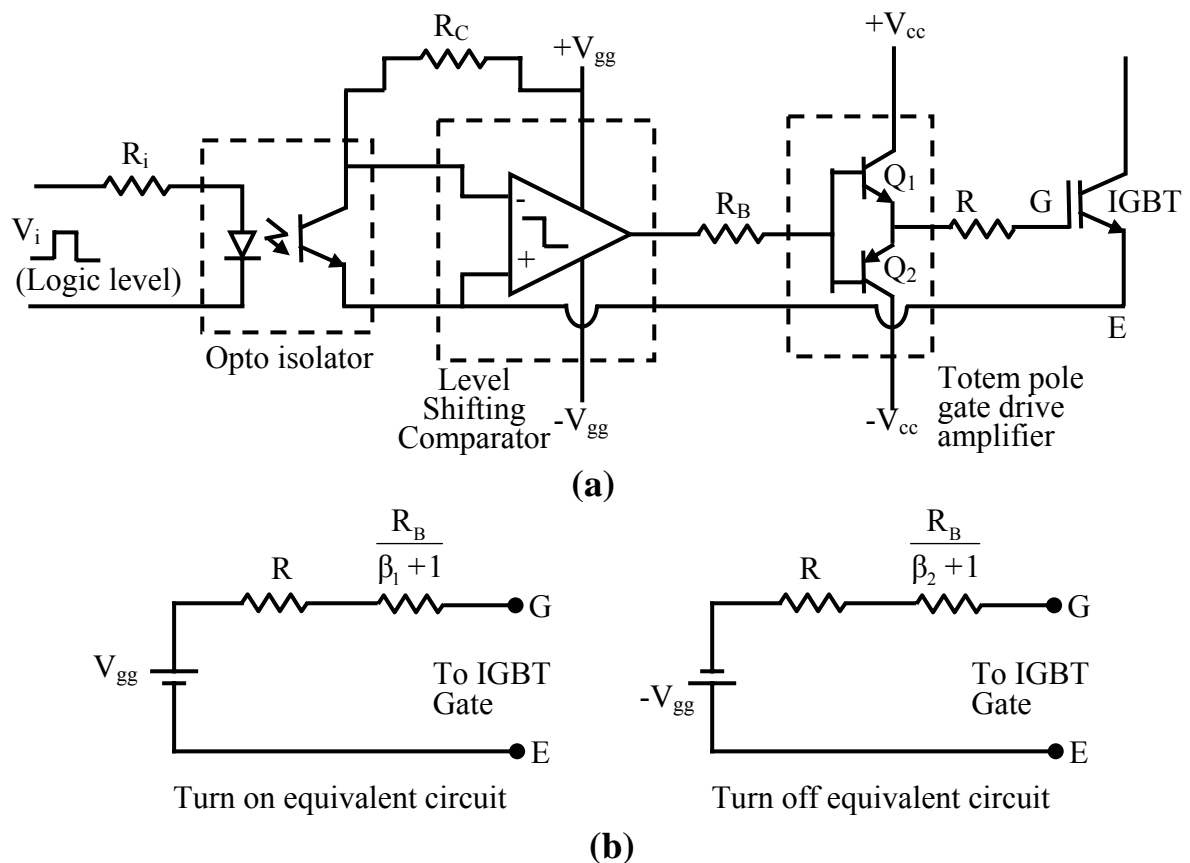 (a)
R_C
+V_gg
+V_cc
R_i
V_i
(Logic level)
Opto isolator
-
+
Level
Shifting
Comparator
-V_gg
R_B
Q_1
Q_2
R
G
IGBT
E
-V_cc
Totem pole
gate drive
amplifier
(a)
R
R_B
β_1 +1
G
V_gg
To IGBT
Gate
E
Turn on equivalent circuit
R
R_B
β_2 +1
G
-V_gg
To IGBT
Gate
E
Turn off equivalent circuit
(b)